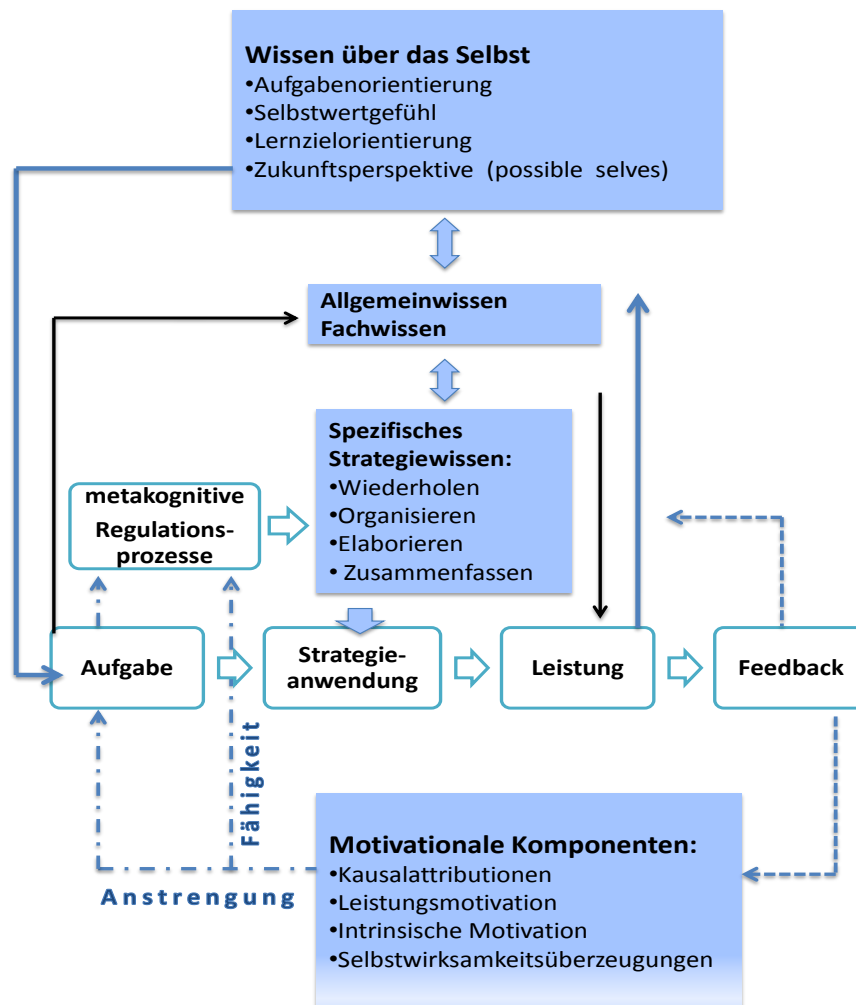 Wissen über das Selbst
•Aufgabenorientierung
•Selbstwertgefühl
•Lernzielorientierung
•Zukunftsperspektive (possible selves)
Allgemeinwissen
Fachwissen
Spezifisches
Strategiewissen:
•Wiederholen
•Organisieren
•Elaborieren
• Zusammenfassen
metakognitive
Regulations-
prozesse
Aufgabe
Strategie-
anwendung
Leistung
Feedback
Fähigkeit
Anstrengung
Motivationale Komponenten:
•Kausalattributionen
•Leistungsmotivation
•Intrinsische Motivation
•Selbstwirksamkeitsüberzeugungen